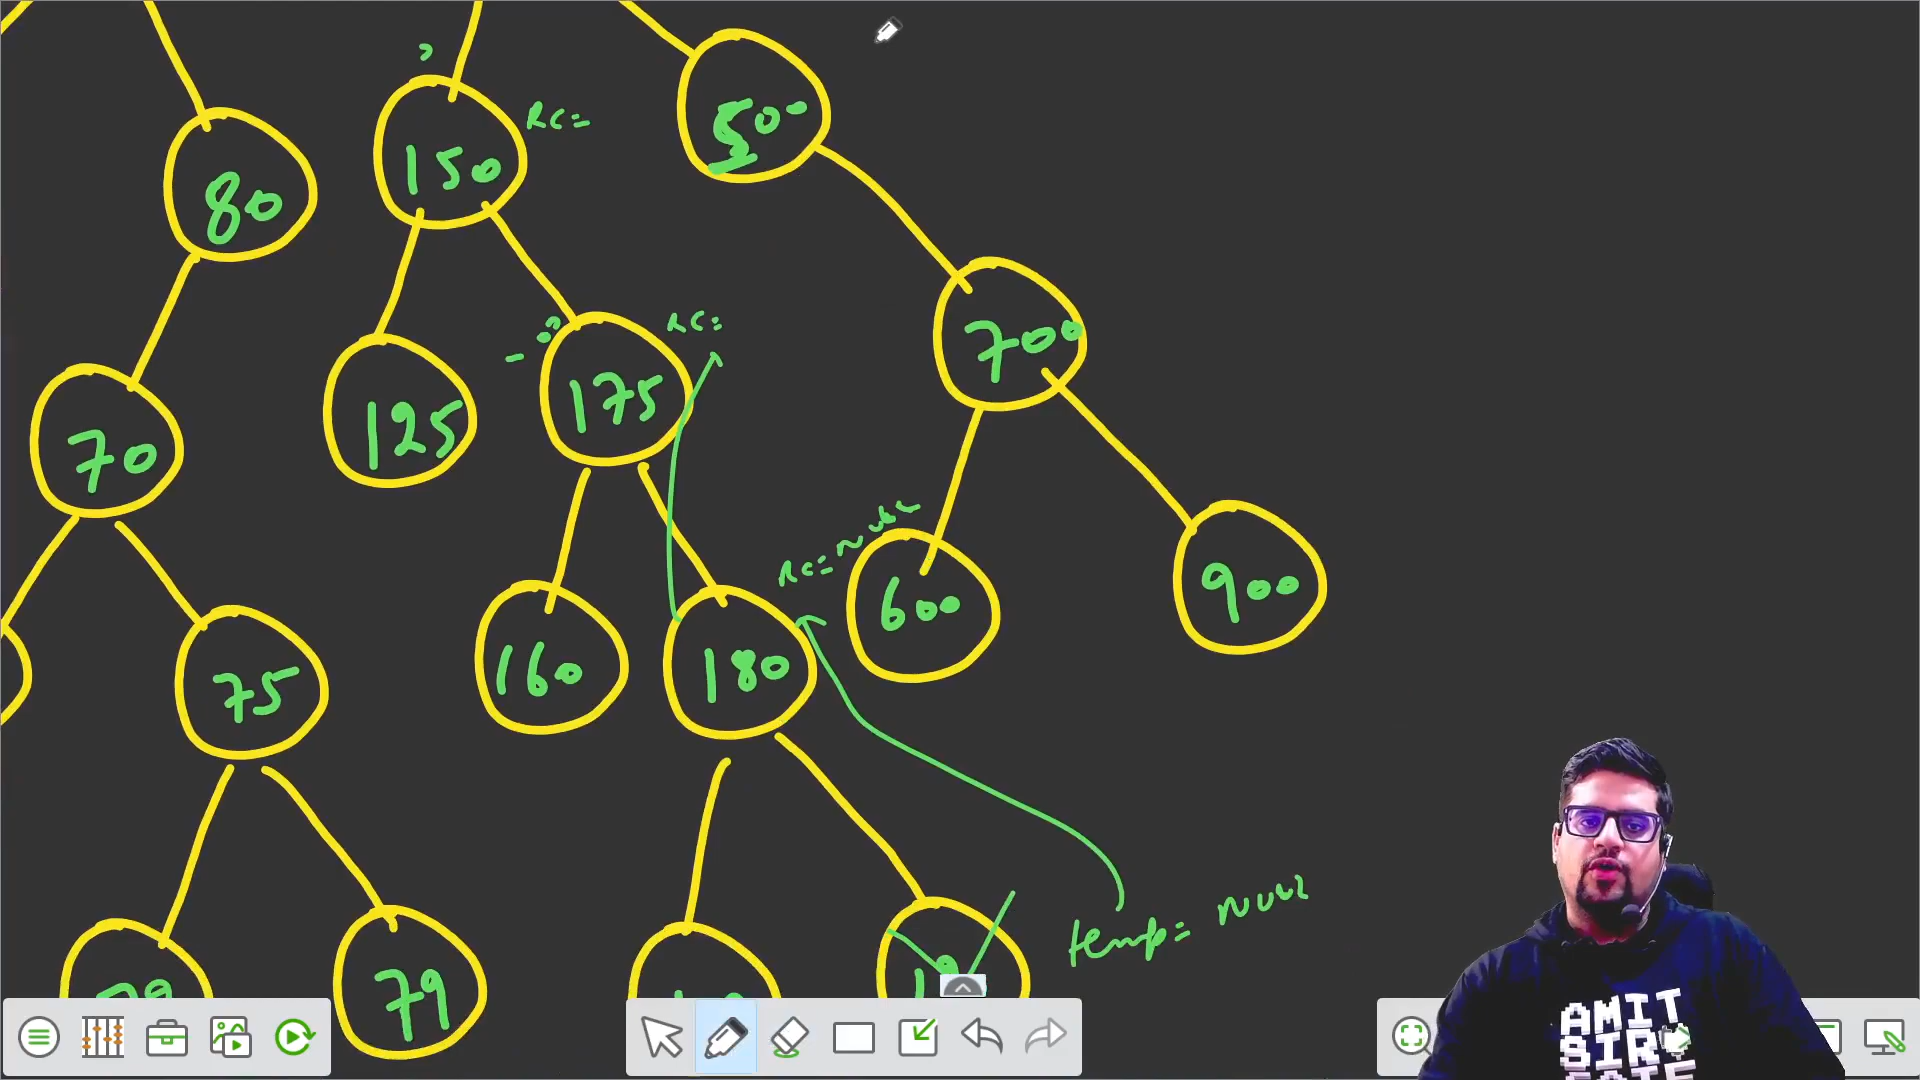 RC=
500
150
80
RC=
700
175
125
70
RC= NULL
900
600
160
180
75
temp= NULL
79
AMIT
SIR